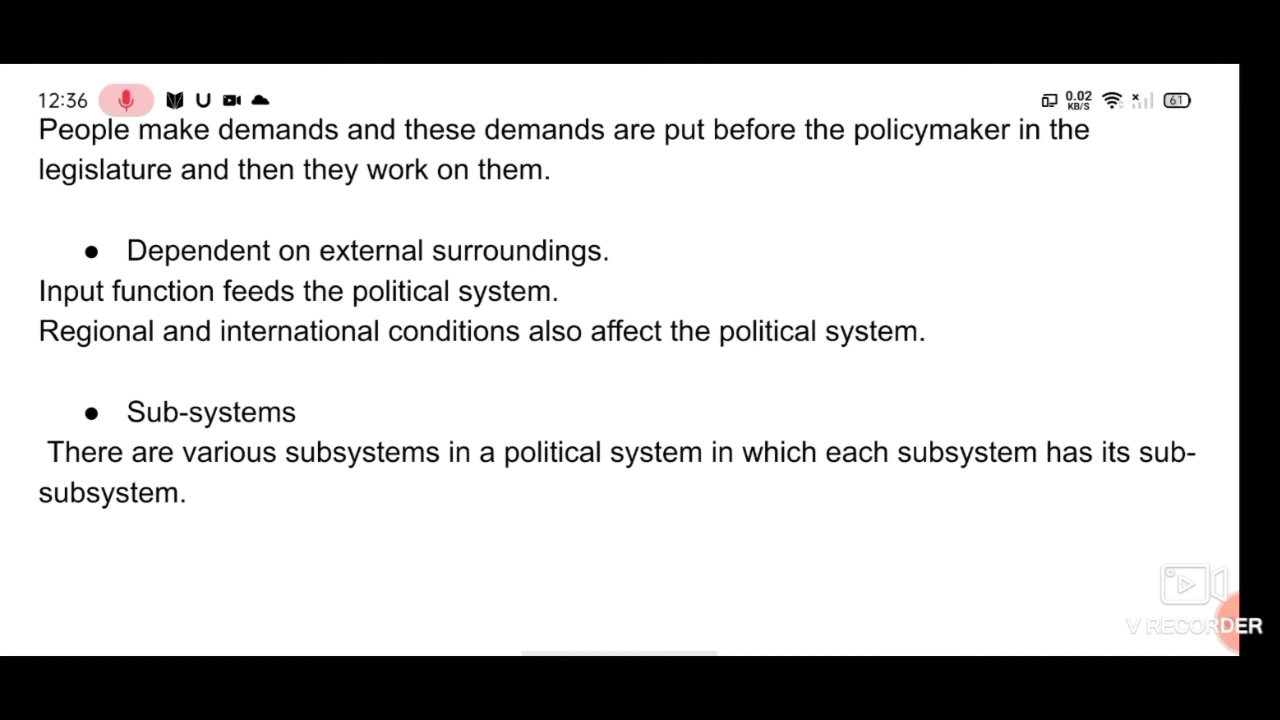 12:36 0.02 KB/S 61
People make demands and these demands are put before the policymaker in the
legislature and then they work on them.
● Dependent on external surroundings.
Input function feeds the political system.
Regional and international conditions also affect the political system.
● Sub-systems
There are various subsystems in a political system in which each subsystem has its sub-
subsystem.
V RECORDER